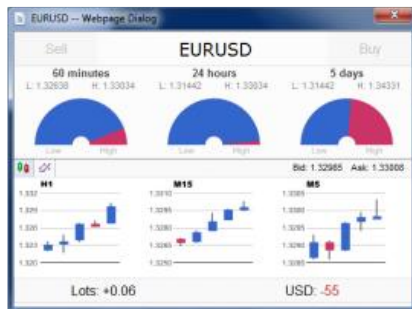 EURUSD -- Webpage Dialog
Sell EURUSD Buy
60 minutes 24 hours 5 days
H: 1.33034 L: 1.31442 H: 1.33034 L: 1.31442 H: 1.34331
Low High Low High Low High
Bid: 1.32985 Ask: 1.33008
H1 M15 M5
Lots: +0.06 USD: -55